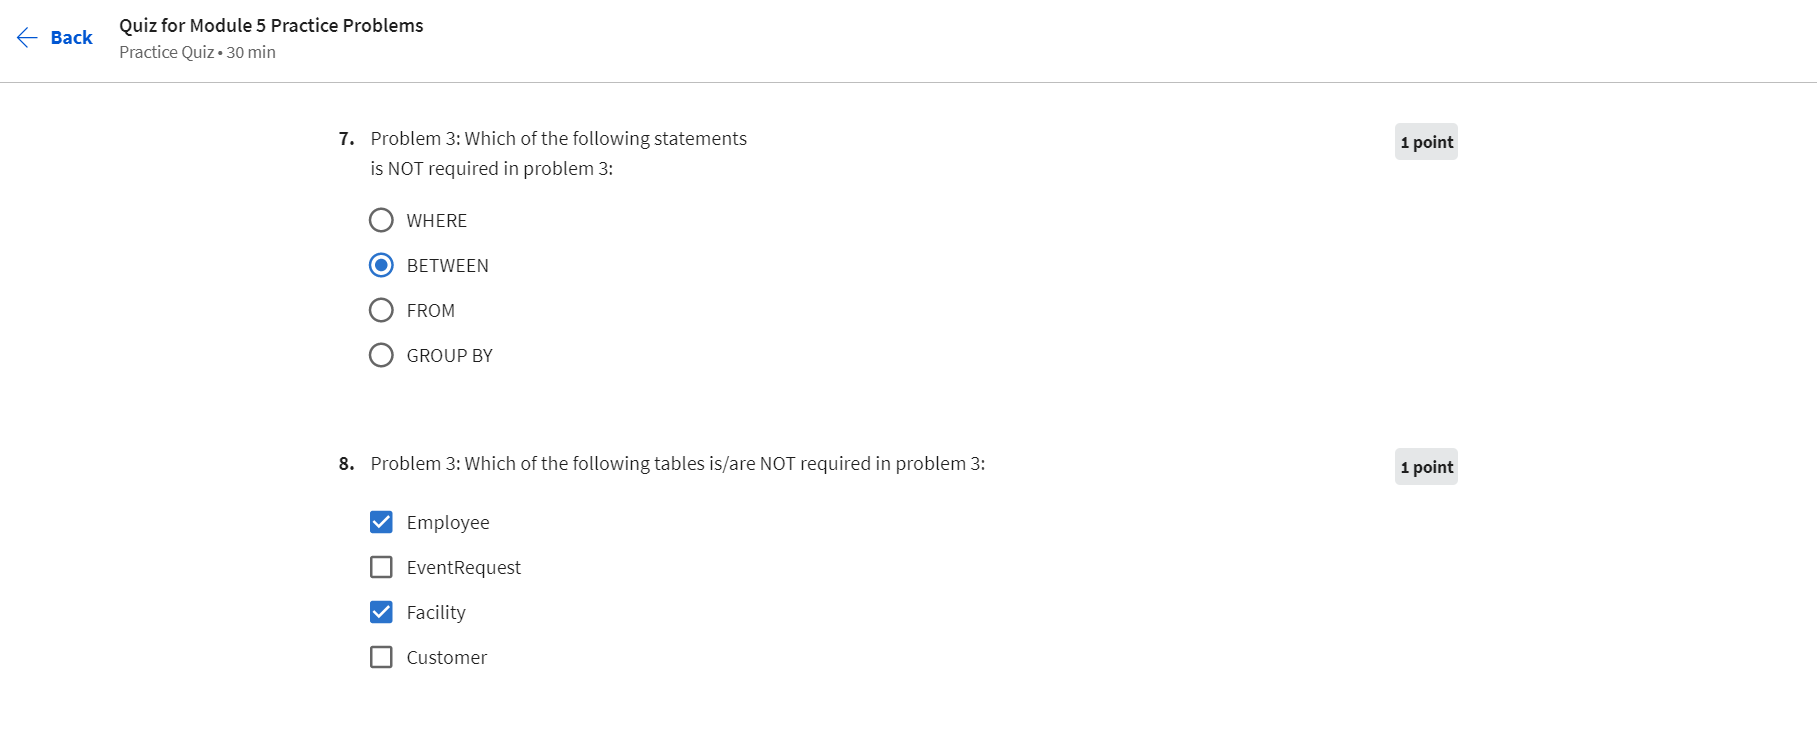 Back
Quiz for Module 5 Practice Problems
Practice Quiz • 30 min
7. Problem 3: Which of the following statements
is NOT required in problem 3:
1 point
WHERE
BETWEEN
FROM
GROUP BY
8. Problem 3: Which of the following tables is/are NOT required in problem 3:
1 point
Employee
EventRequest
Facility
Customer